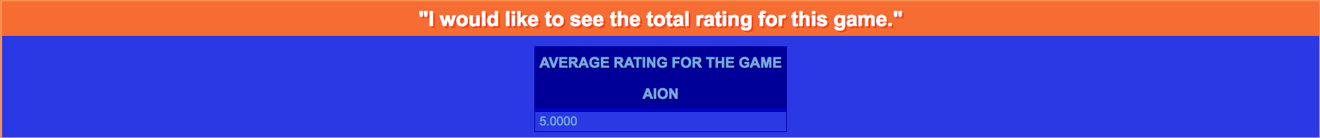 "I would like to see the total rating for this game."
AVERAGE RATING FOR THE GAME
AION
5.0000